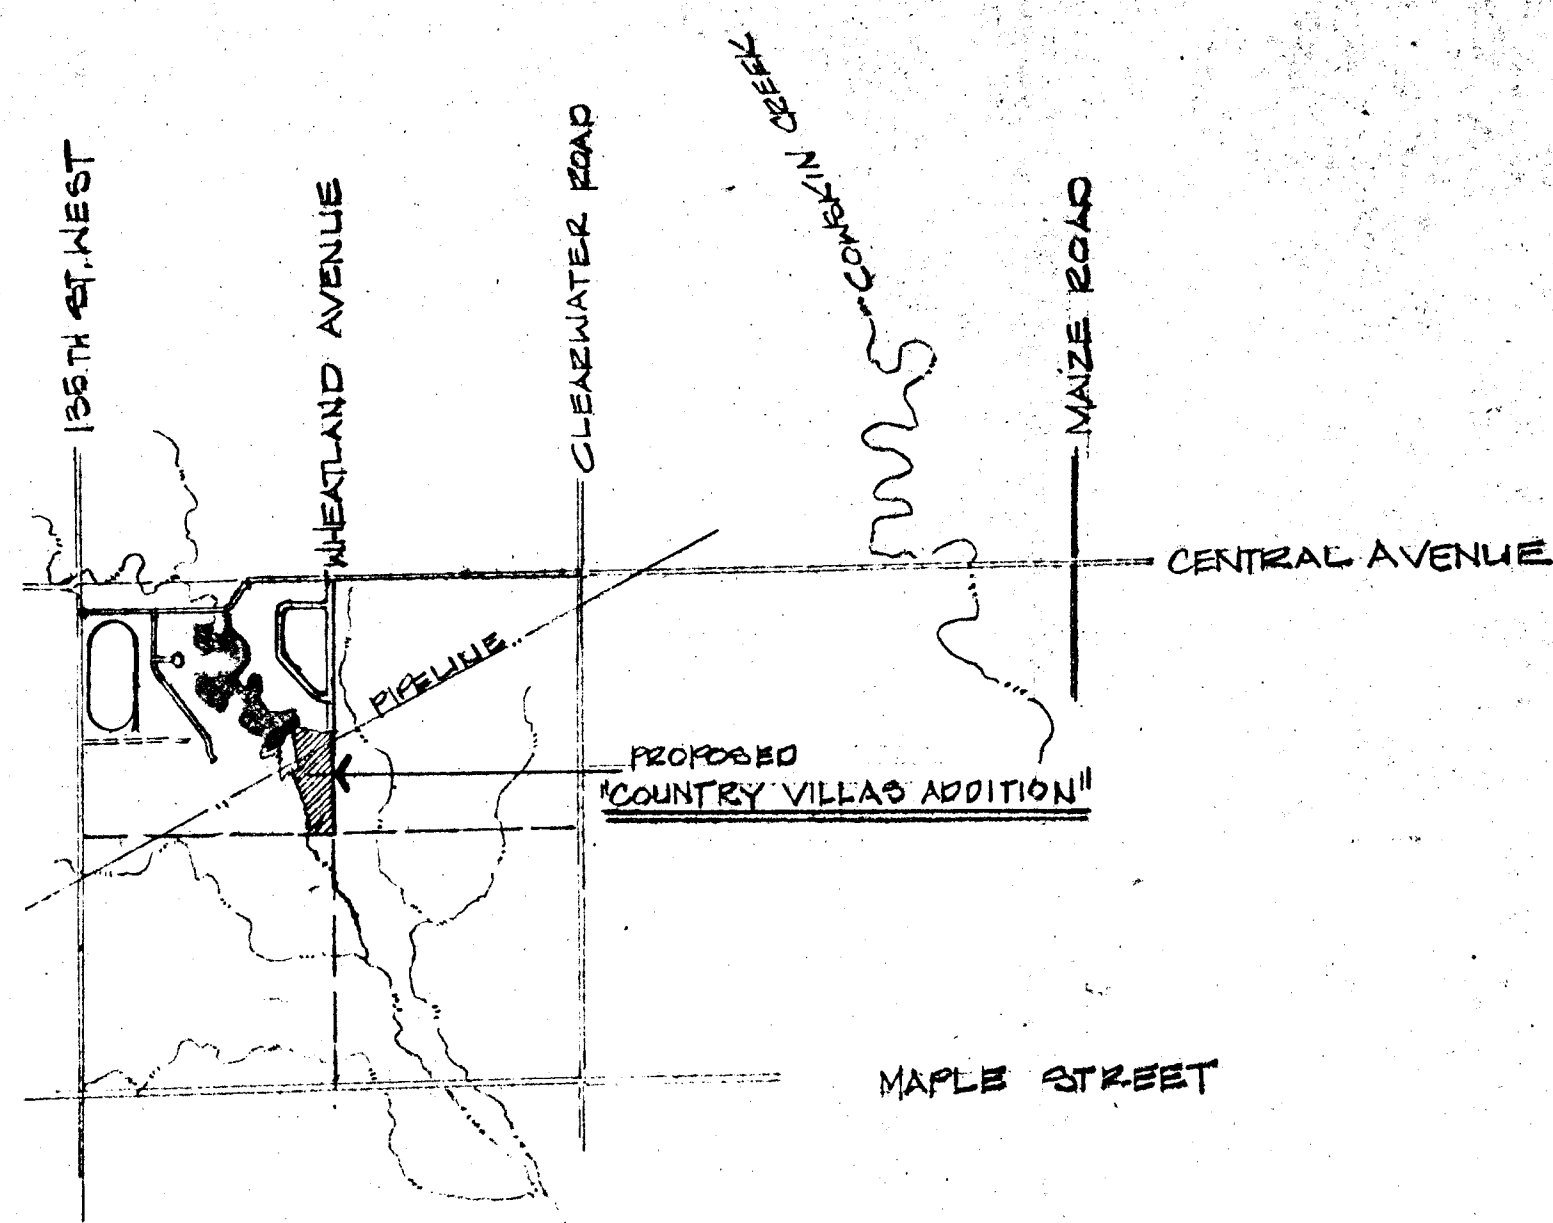 135TH ST. WEST
WHEATLAND AVENUE
CLEARWATER ROAD
COWSKIN CREEK
MAIZE ROAD
CENTRAL AVENUE
PIPELINE
PROPOSED
"COUNTRY VILLAS ADDITION"
MAPLE STREET